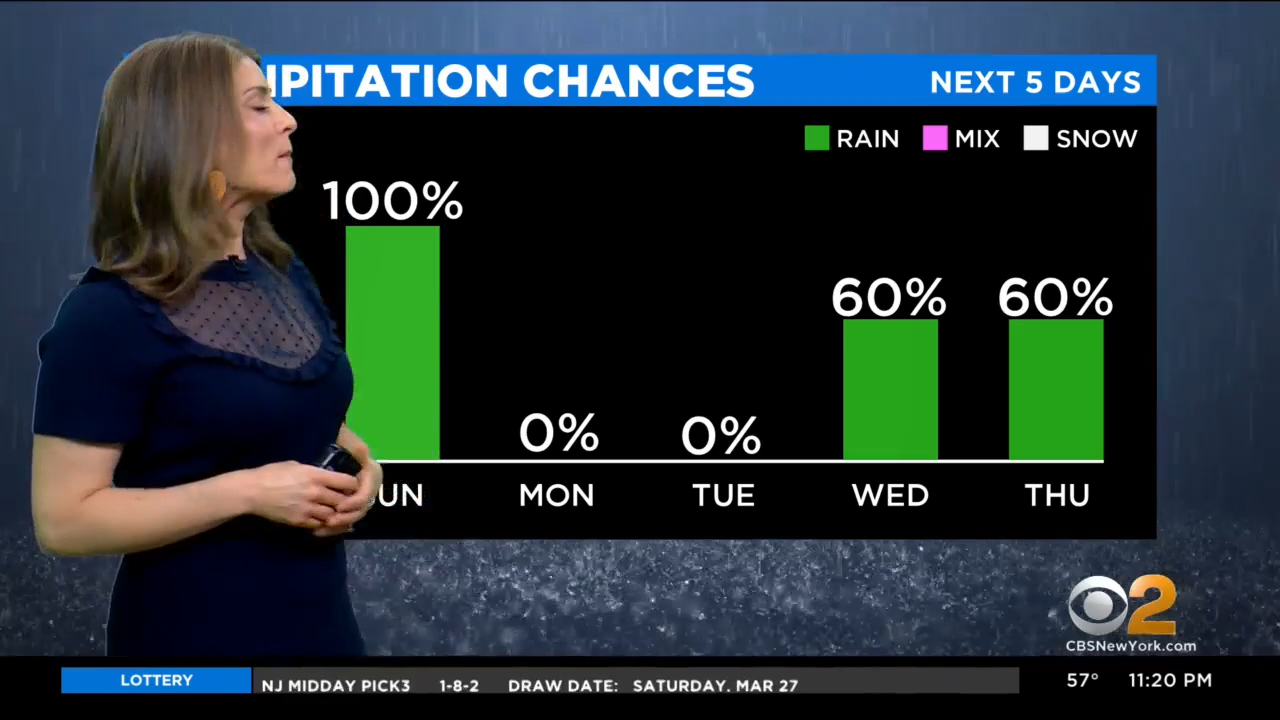 IPITATION CHANCES NEXT 5 DAYS
RAIN MIX SNOW
100%
60% 60%
0% 0%
UN MON TUE WED THU
2
CBSNewYork.com
LOTTERY NJ MIDDAY PICK3 1-8-2 DRAW DATE: SATURDAY, MAR 27 57° 11:20 PM